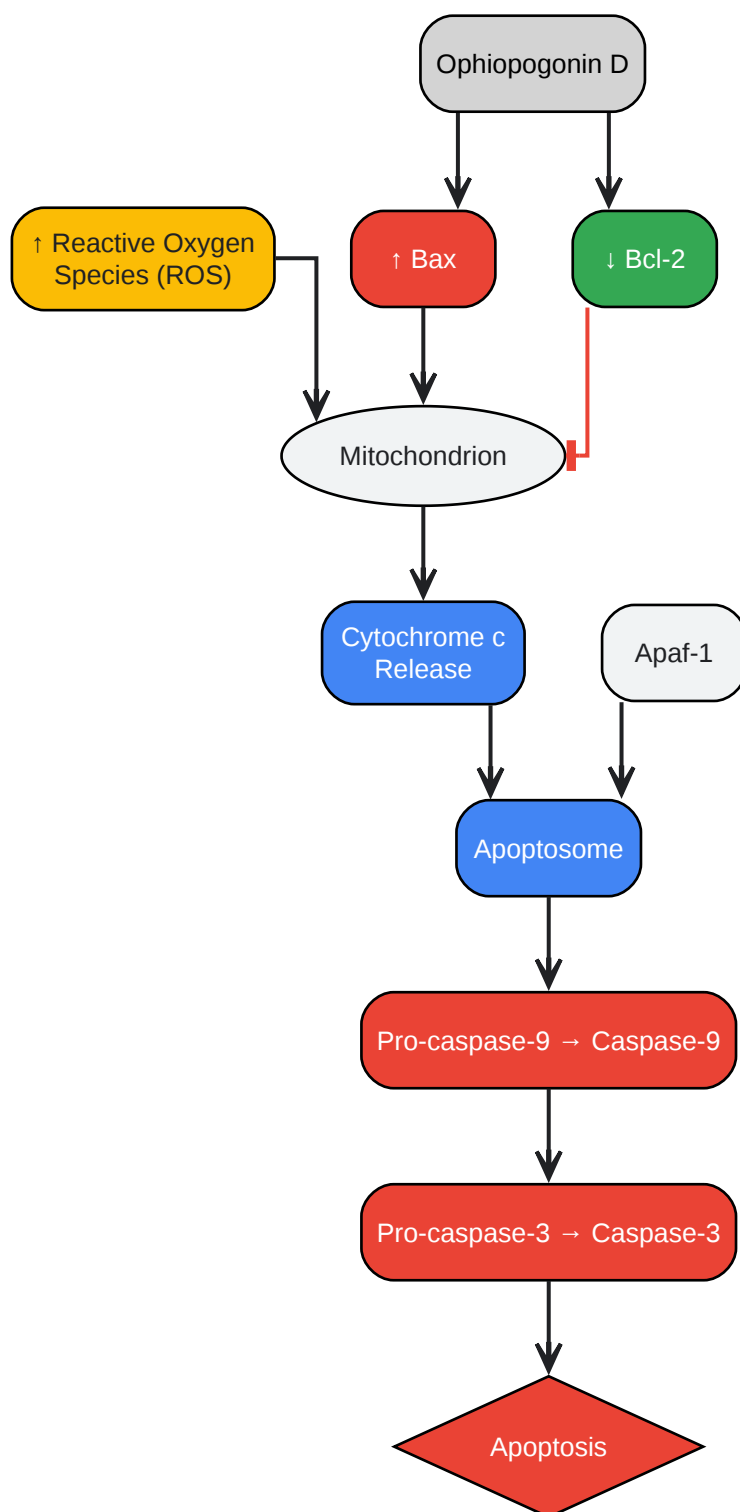 Ophiopogonin D
↑ Reactive Oxygen
Species (ROS)
↑ Bax
↓ Bcl-2
Mitochondrion
Cytochrome c
Release
Apaf-1
Apoptosome
Pro-caspase-9 → Caspase-9
Pro-caspase-3 → Caspase-3
Apoptosis